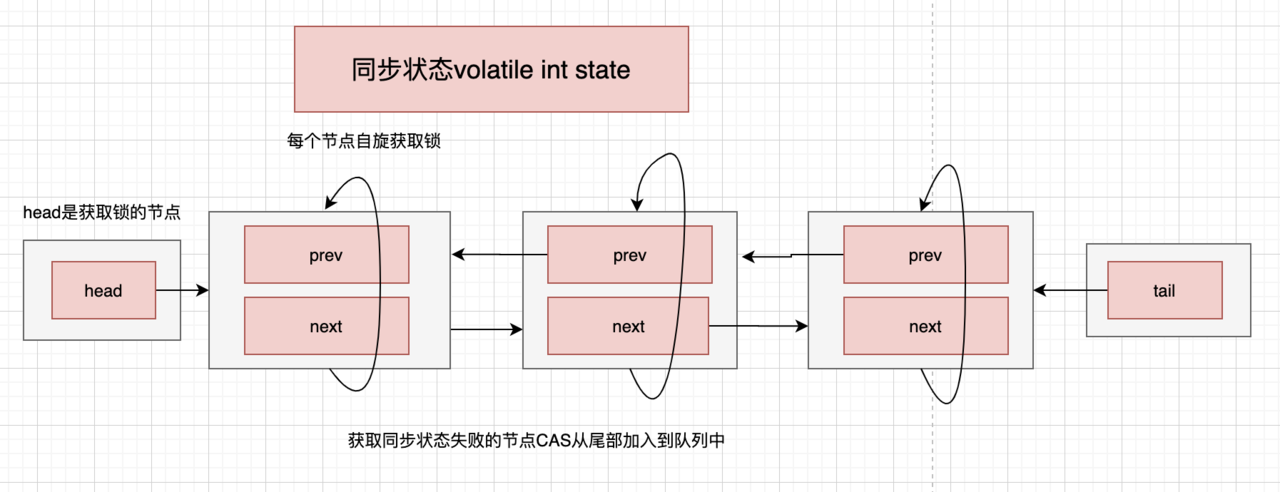 同步状态volatile int state
每个节点自旋获取锁
head是获取锁的节点
head
prev
next
prev
next
prev
next
tail
获取同步状态失败的节点CAS从尾部加入到队列中